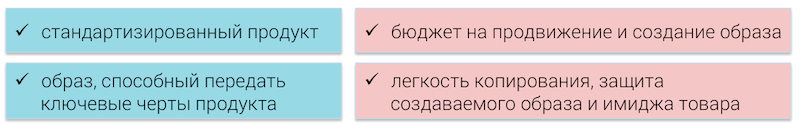 ✓ стандартизированный продукт
✓ бюджет на продвижение и создание образа
✓ образ, способный передать
ключевые черты продукта
✓ легкость копирования, защита
создаваемого образа и имиджа товара